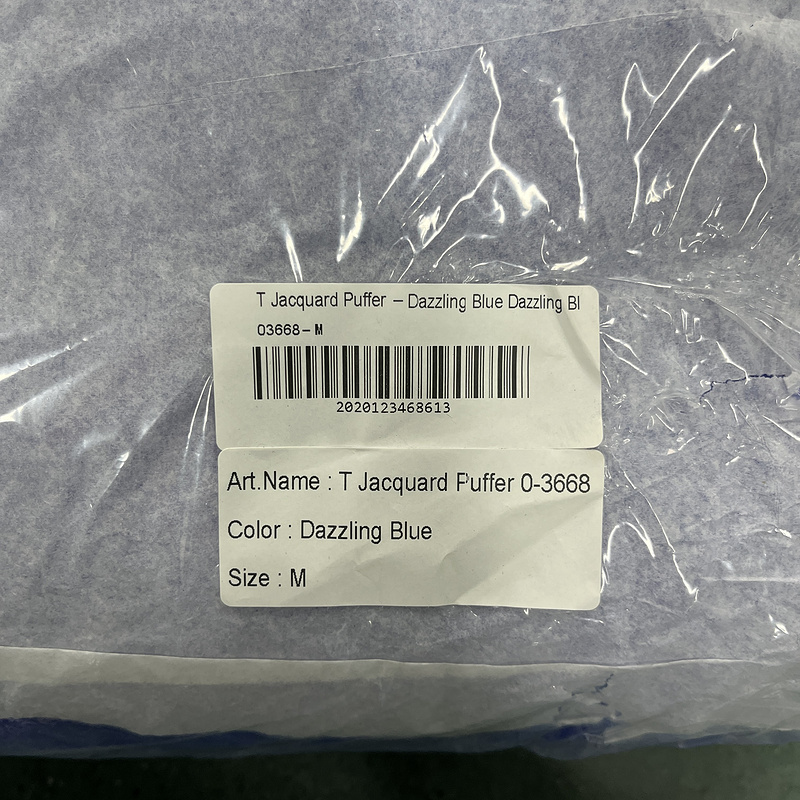 T Jacquard Puffer – Dazzling Blue Dazzling Bl
03668-M
2020123468613
Art.Name : T Jacquard Puffer 0-3668
Color : Dazzling Blue
Size : M